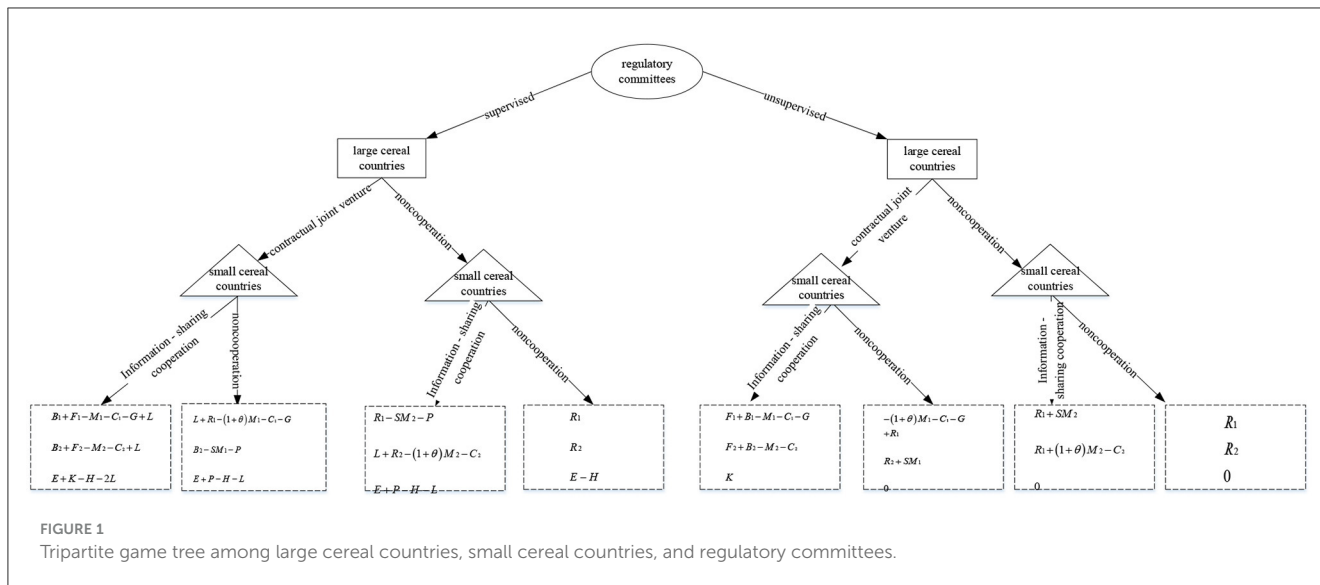 regulatory
committees
supervised
unsupervised
large cereal
countries
large cereal
countries
contractual joint venture
noncooperation
contractual joint
venture
noncooperation
small cereal
countries
small cereal
countries
small cereal
countries
small cereal
countries
Information - sharing
cooperation
noncooperation
Information - sharing
cooperation
noncooperation
Information - sharing
cooperation
noncooperation
Information -
sharing cooperation
noncooperation
B₁+F₁−M₁−C₁−G+L
B₂+F₂−M₂−C₂+L
E+K−H−2L
L+R₁−(1+θ)M₁−C₁−G
B₂−SM₁−P
E+P−H−L
R₁−SM₂−P
L+R₂−(1+θ)M₂−C₂
E+P−H−L
R₁
R₂
E−H
F₁+B₁−M₁−C₁−G
F₂+B₂−M₂−C₂
K
−(1+θ)M₁−C₁−G
+R₁
R₂+SM₁
0
R₁+SM₂
R₁+(1+θ)M₂−C₂
0
R₁
R₂
0
FIGURE 1
Tripartite game tree among large cereal countries, small cereal countries, and regulatory committees.